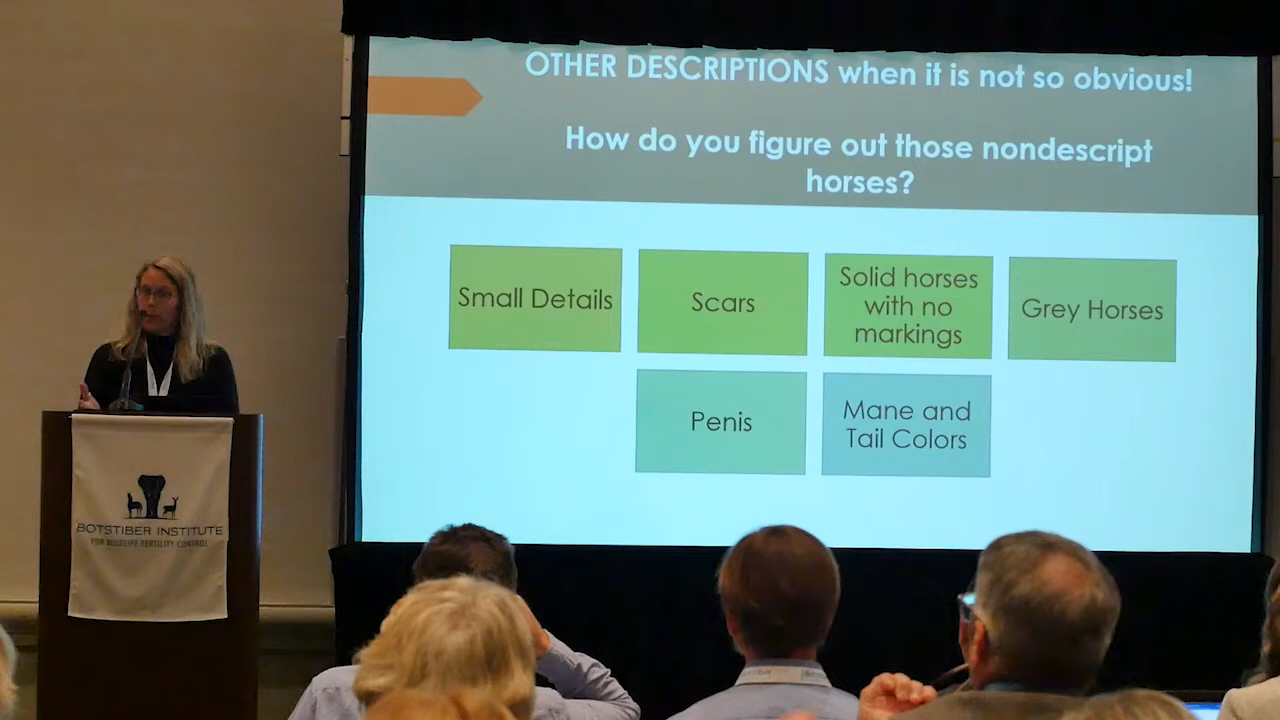 OTHER DESCRIPTIONS when it is not so obvious!
How do you figure out those nondescript
horses?
Small Details
Scars
Solid horses
with no
markings
Grey Horses
Penis
Mane and
Tail Colors
BOTSTIBER INSTITUTE
FOR WILDLIFE FERTILITY CONTROL